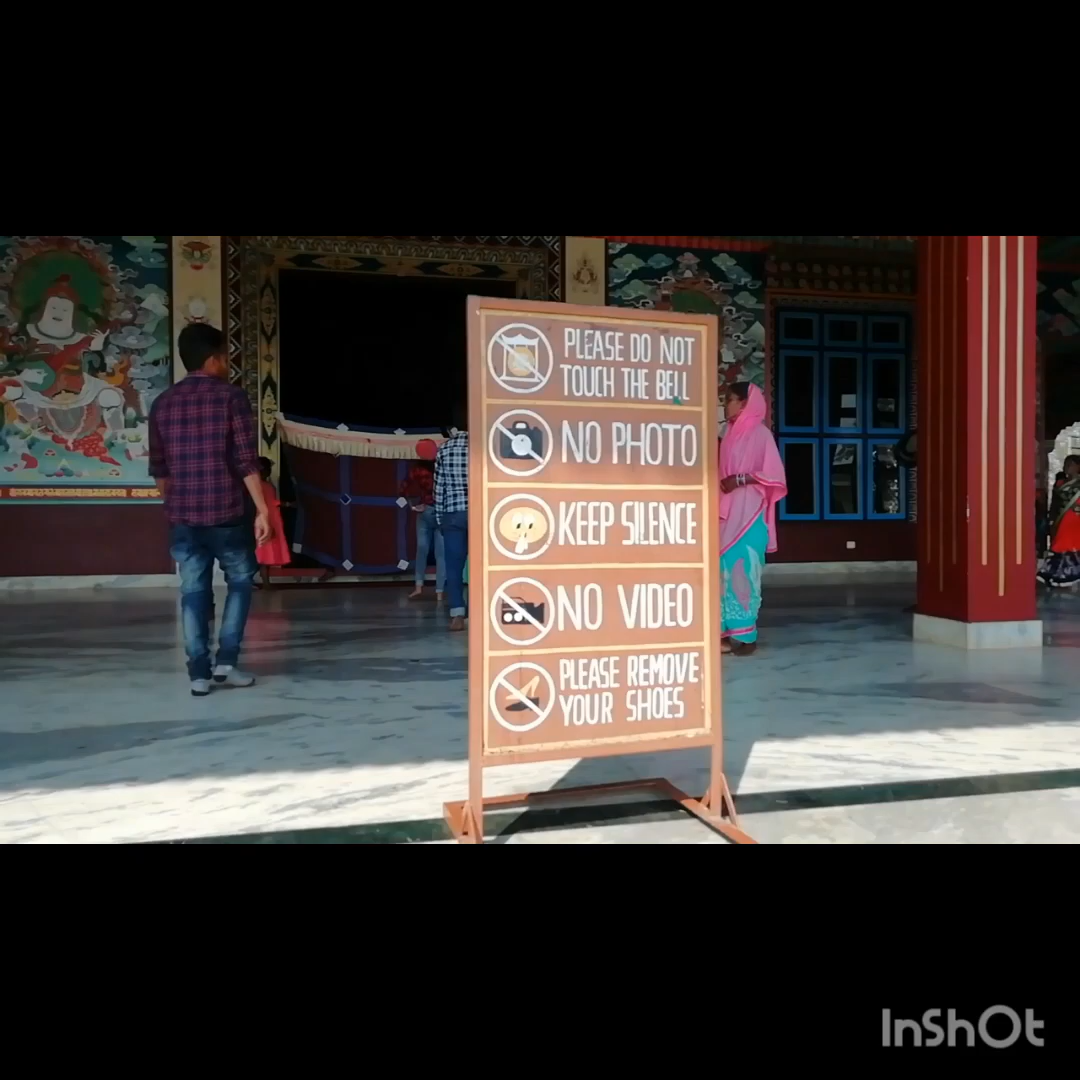 PLEASE DO NOT
TOUCH THE BELL
NO PHOTO
KEEP SILENCE
NO VIDEO
PLEASE REMOVE
YOUR SHOES
InShOt